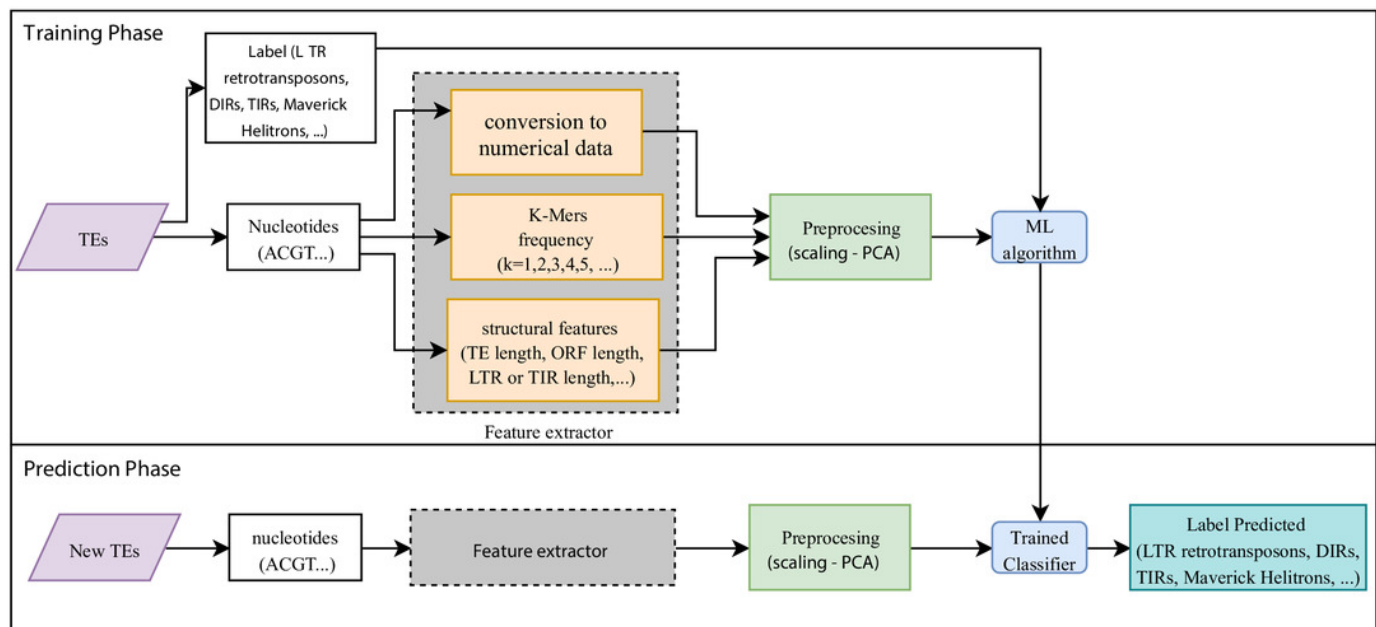 Training Phase
Label (L TR
retrotransposons,
DIRs, TIRs, Maverick
Helitrons, ...)
TEs
Nucleotides
(ACGT...)
conversion to
numerical data
K-Mers
frequency
(k=1,2,3,4,5, ...)
structural features
(TE length, ORF length,
LTR or TIR length,...)
Feature extractor
Preprocesing
(scaling - PCA)
ML
algorithm
Prediction Phase
New TEs
nucleotides
(ACGT...)
Feature extractor
Preprocesing
(scaling - PCA)
Trained
Classifier
Label Predicted
(LTR retrotransposons, DIRs,
TIRs, Maverick Helitrons, ...)